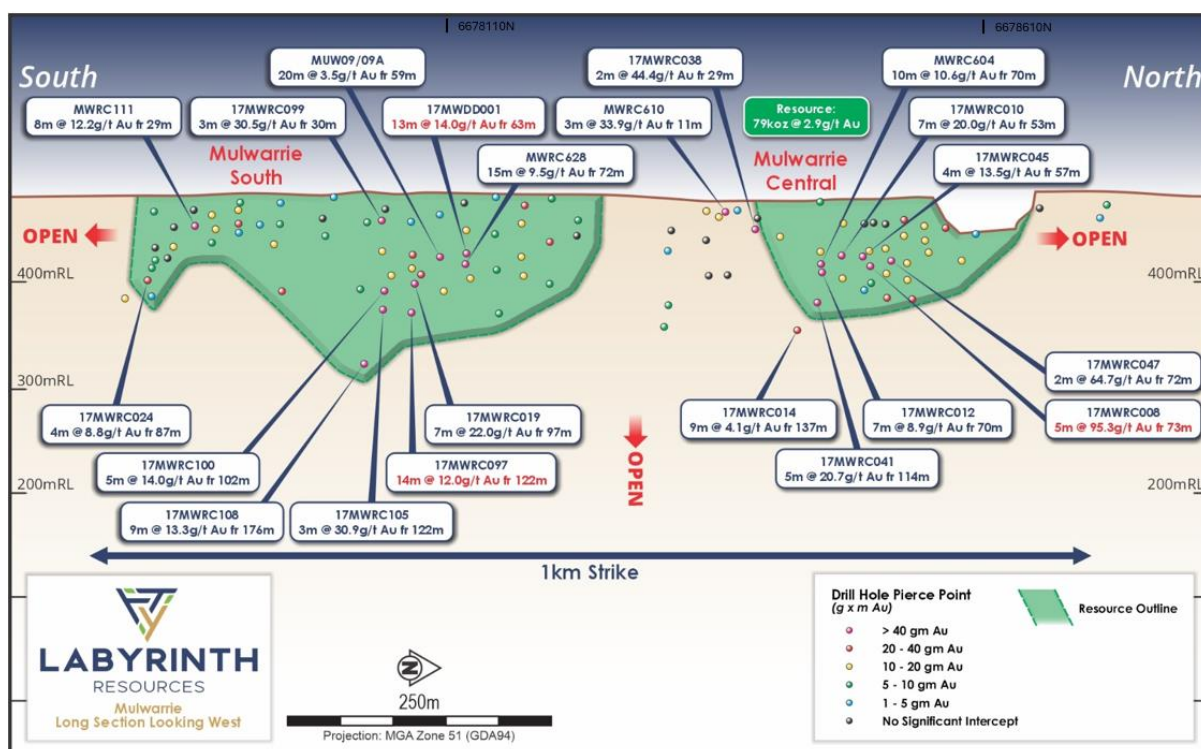 6678110N
6678610N
South
North
MUW09/09A
20m @ 3.5g/t Au fr 59m
17MWRC038
2m @ 44.4g/t Au fr 29m
MWRC604
10m @ 10.6g/t Au fr 70m
MWRC111
8m @ 12.2g/t Au fr 29m
17MWRC099
3m @ 30.5g/t Au fr 30m
17MWDD001
13m @ 14.0g/t Au fr 63m
MWRC610
3m @ 33.9g/t Au fr 11m
Resource:
79koz @ 2.9g/t Au
17MWRC010
7m @ 20.0g/t Au fr 53m
Mulwarrie
South
MWRC628
15m @ 9.5g/t Au fr 72m
Mulwarrie
Central
17MWRC045
4m @ 13.5g/t Au fr 57m
OPEN
OPEN
400mRL
400mRL
300mRL
17MWRC047
2m @ 64.7g/t Au fr 72m
17MWRC024
4m @ 8.8g/t Au fr 87m
17MWRC019
7m @ 22.0g/t Au fr 97m
17MWRC014
9m @ 4.1g/t Au fr 137m
17MWRC012
7m @ 8.9g/t Au fr 70m
17MWRC008
5m @ 95.3g/t Au fr 73m
17MWRC100
5m @ 14.0g/t Au fr 102m
17MWRC097
14m @ 12.0g/t Au fr 122m
OPEN
17MWRC041
5m @ 20.7g/t Au fr 114m
200mRL
200mRL
17MWRC108
9m @ 13.3g/t Au fr 176m
17MWRC105
3m @ 30.9g/t Au fr 122m
1km Strike
LABYRINTH
RESOURCES
Mulwarrie
Long Section Looking West
N
250m
Projection: MGA Zone 51 (GDA94)
Drill Hole Pierce Point
(g x m Au)
> 40 gm Au
20 - 40 gm Au
10 - 20 gm Au
5 - 10 gm Au
1 - 5 gm Au
No Significant Intercept
Resource Outline